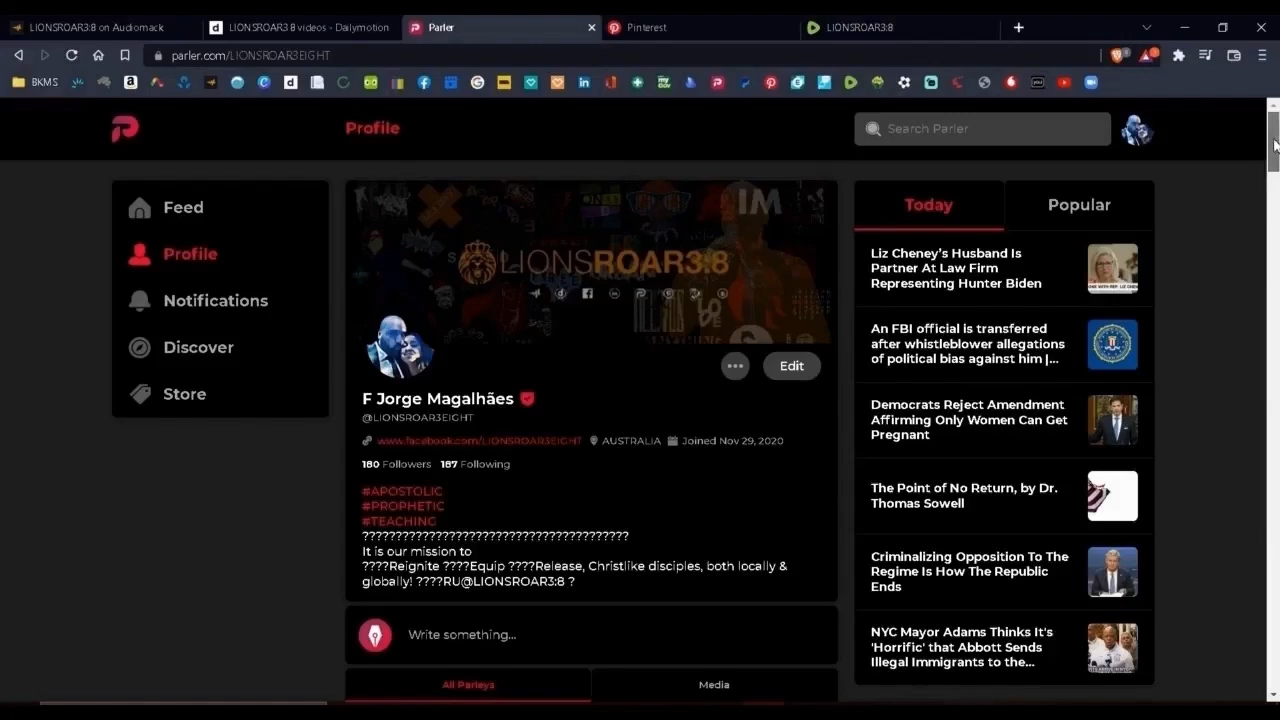 LIONSROAR3:8 on Audiomack
LIONSROAR3:8 videos - Dailymotion
Parler
Pinterest
LIONSROAR3:8
parler.com/LIONSROAR3EIGHT
BKMS
Profile
Search Parler
Feed
Profile
Notifications
Discover
Store
IM
LIONSROAR3:8
Edit
F Jorge Magalhães
@LIONSROAR3EIGHT
www.facebook.com/LIONSROAR3EIGHT AUSTRALIA Joined Nov 29, 2020
180 Followers 187 Following
#APOSTOLIC
#PROPHETIC
#TEACHING
????????????????????????????????????????
It is our mission to
????Reignite ????Equip ????Release, Christlike disciples, both locally &
globally! ????RU@LIONSROAR3:8 ?
Write something...
All Parleys
Media
Today
Popular
Liz Cheney's Husband Is
Partner At Law Firm
Representing Hunter Biden
An FBI official is transferred
after whistleblower allegations
of political bias against him |...
Democrats Reject Amendment
Affirming Only Women Can Get
Pregnant
The Point of No Return, by Dr.
Thomas Sowell
Criminalizing Opposition To The
Regime Is How The Republic
Ends
NYC Mayor Adams Thinks It's
'Horrific' that Abbott Sends
Illegal Immigrants to the...